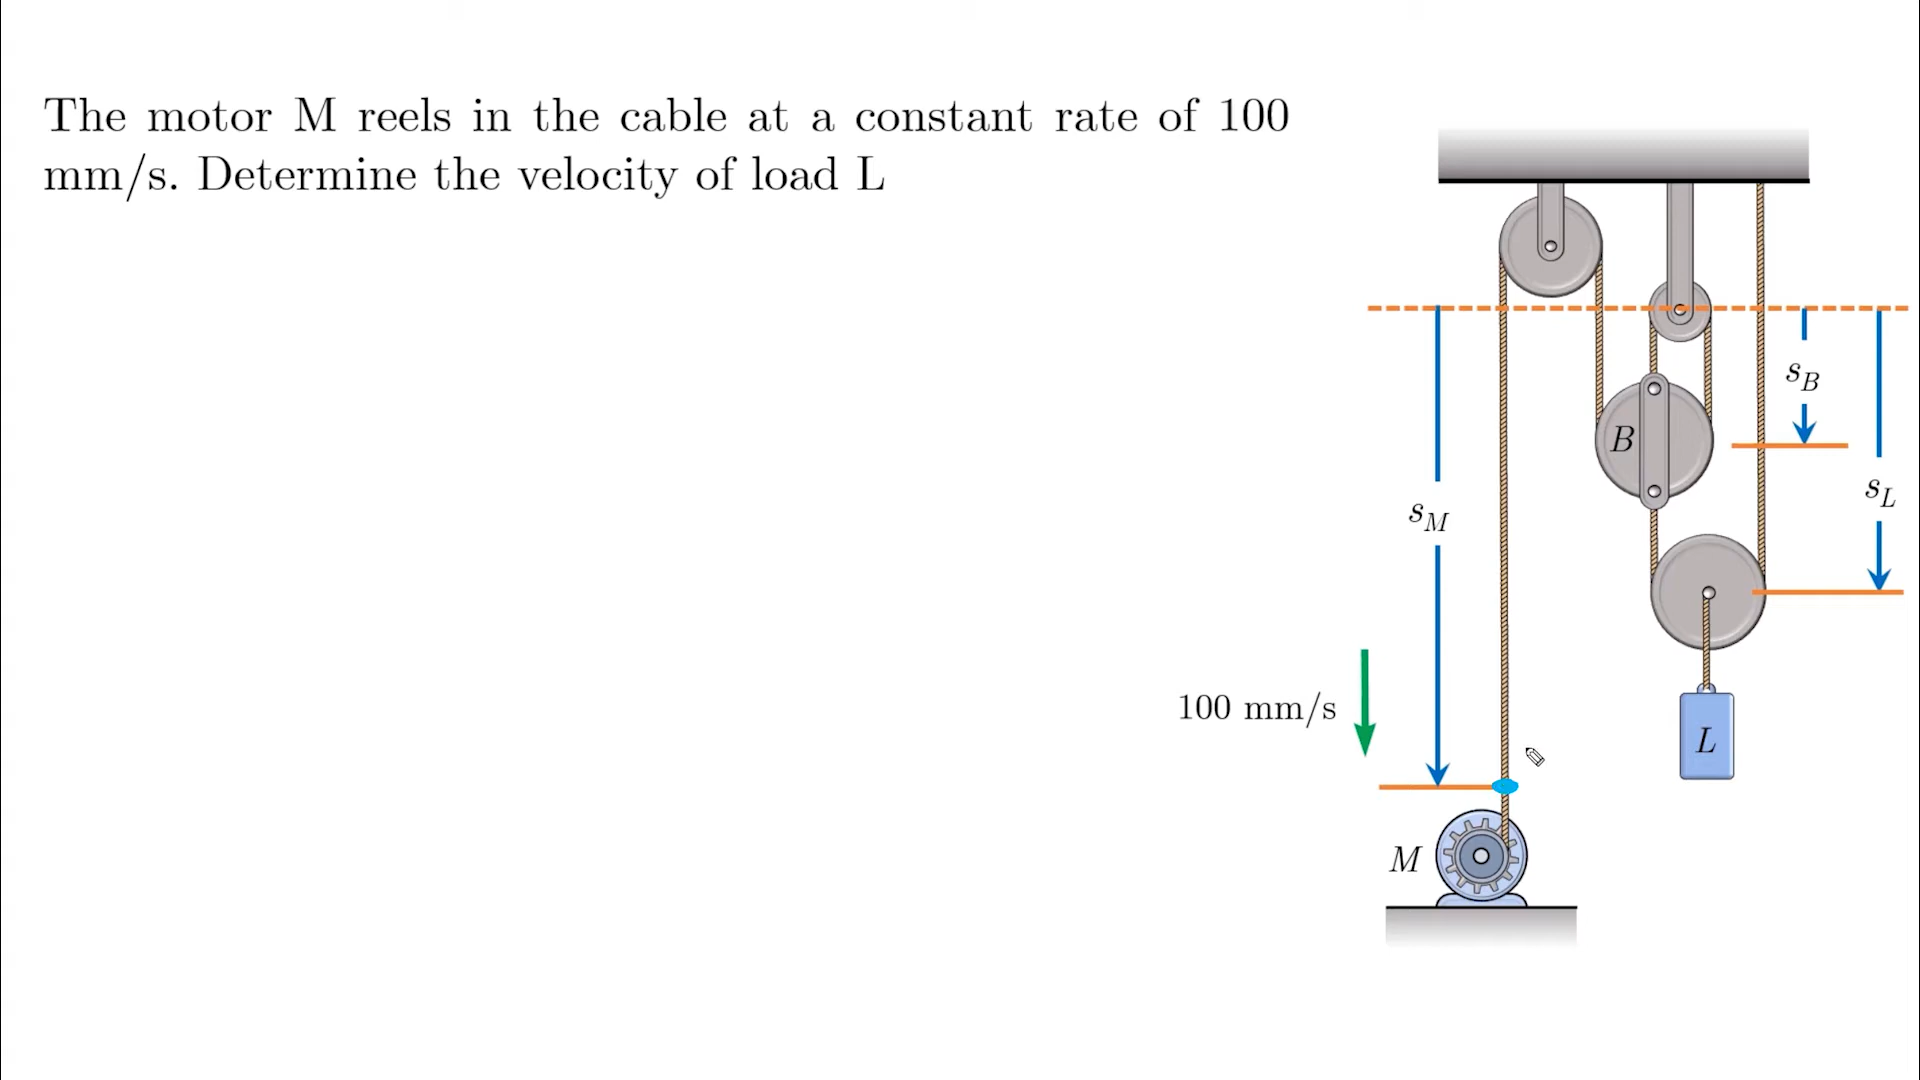 The motor M reels in the cable at a constant rate of 100
mm/s. Determine the velocity of load L
s_B
B
s_L
s_M
100 mm/s
L
M